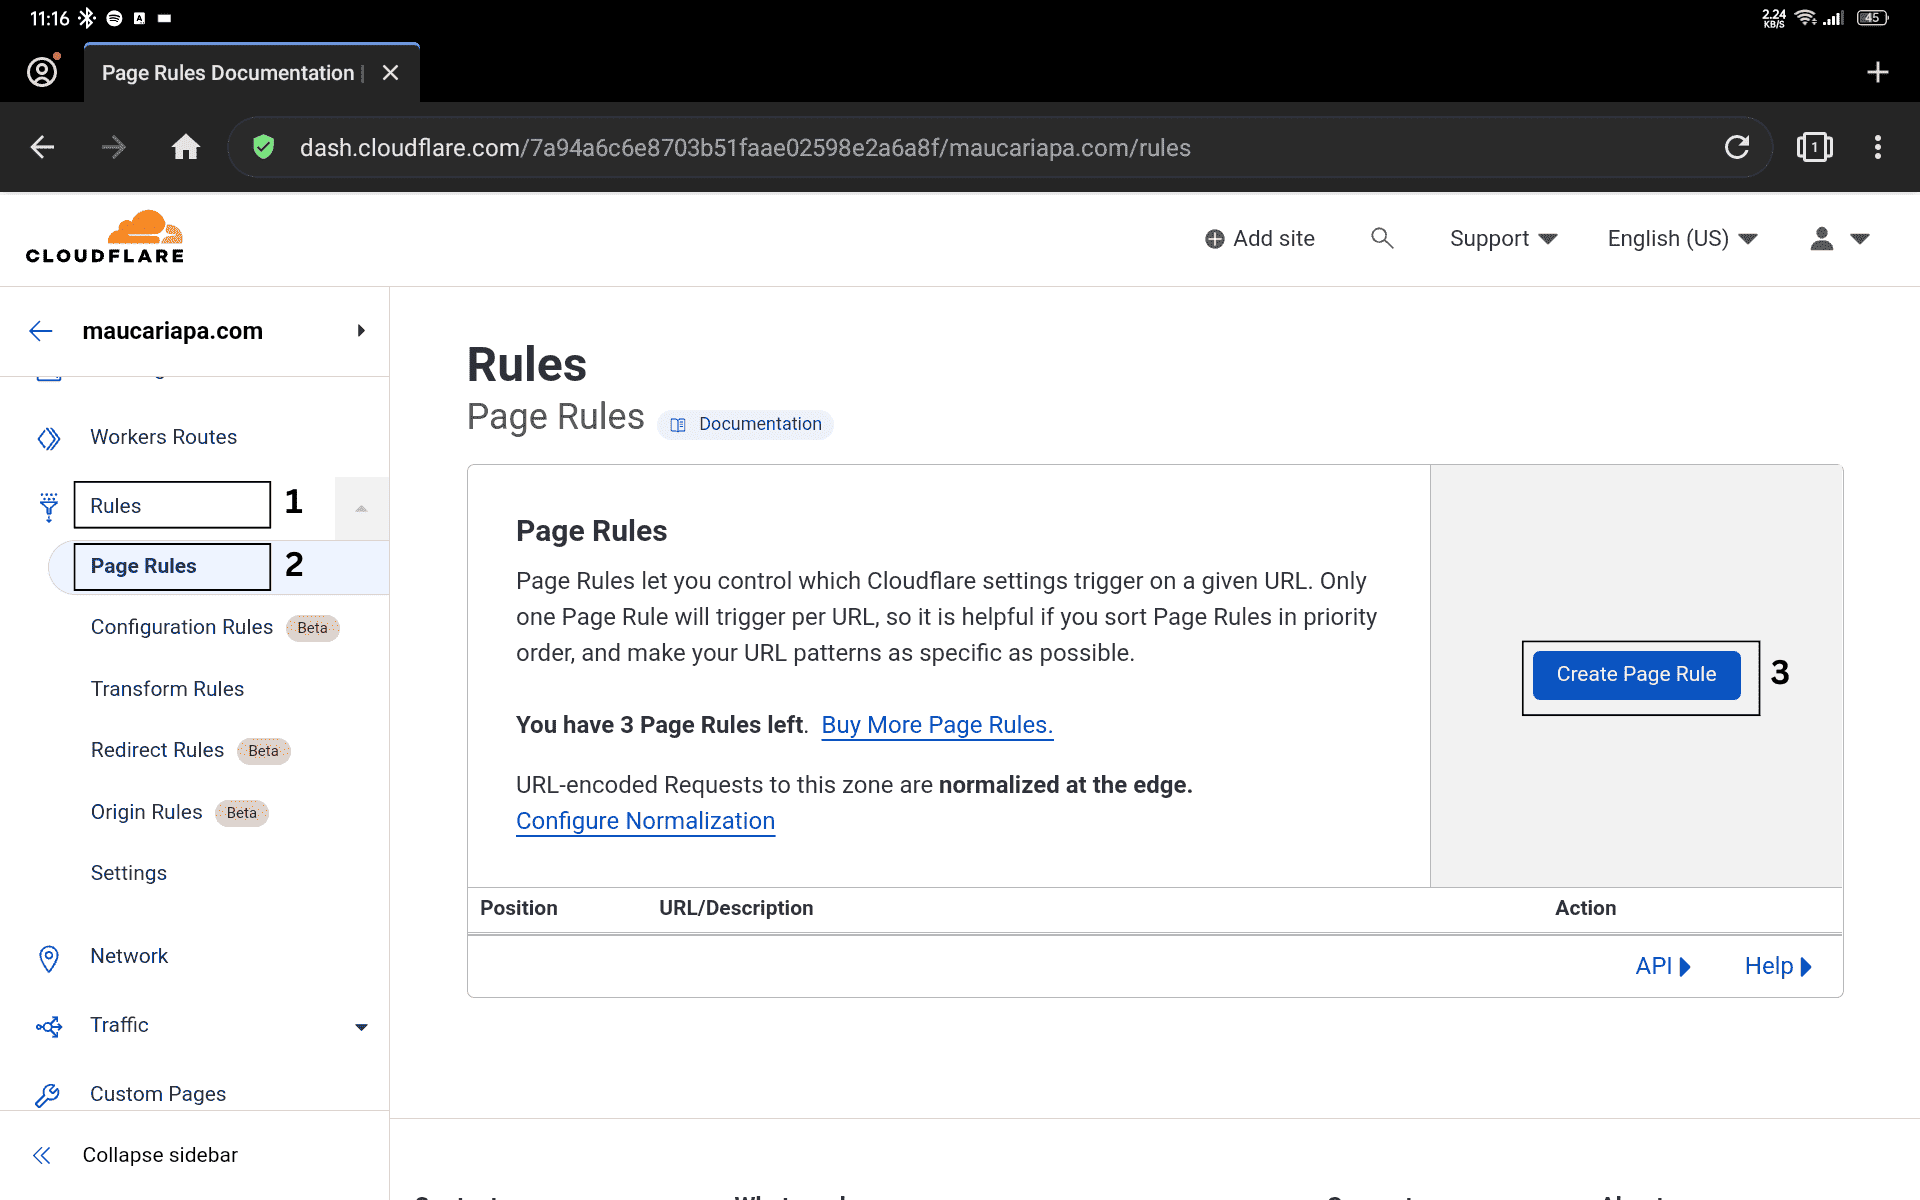 11:16
2.24
KB/S
45
Page Rules Documentation |
dash.cloudflare.com/7a94a6c6e8703b51faae02598e2a6a8f/maucariapa.com/rules
1
CLOUDFLARE
Add site
Support
English (US)
maucariapa.com
Workers Routes
Rules
1
Page Rules
2
Configuration Rules Beta
Transform Rules
Redirect Rules Beta
Origin Rules Beta
Settings
Network
Traffic
Custom Pages
Collapse sidebar
Rules
Page Rules Documentation
Page Rules
Page Rules let you control which Cloudflare settings trigger on a given URL. Only
one Page Rule will trigger per URL, so it is helpful if you sort Page Rules in priority
order, and make your URL patterns as specific as possible.
You have 3 Page Rules left. Buy More Page Rules.
URL-encoded Requests to this zone are normalized at the edge.
Configure Normalization
Create Page Rule
3
Position URL/Description Action
API Help